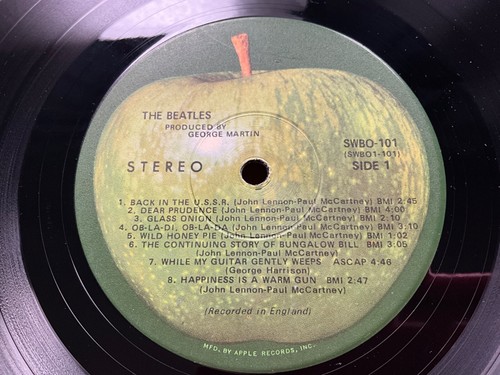 THE BEATLES
PRODUCED BY
GEORGE MARTIN
SWBO-101
(SWBO1-101)
STEREO
SIDE 1
1. BACK IN THE U.S.S.R. (John Lennon-Paul McCartney) BMI 2:45
2. DEAR PRUDENCE (John Lennon-Paul McCartney) BMI 4:00
3. GLASS ONION (John Lennon-Paul McCartney) BMI 2:10
4. OB-LA-DI, OB-LA-DA (John Lennon-Paul McCartney) BMI 3:10
5. WILD HONEY PIE (John Lennon-Paul McCartney) BMI 1:02
6. THE CONTINUING STORY OF BUNGALOW BILL BMI 3:05
(John Lennon-Paul McCartney)
7. WHILE MY GUITAR GENTLY WEEPS ASCAP 4:46
(George Harrison)
8. HAPPINESS IS A WARM GUN BMI 2:47
(John Lennon-Paul McCartney)
(Recorded in England)
MFD. BY APPLE RECORDS, INC.